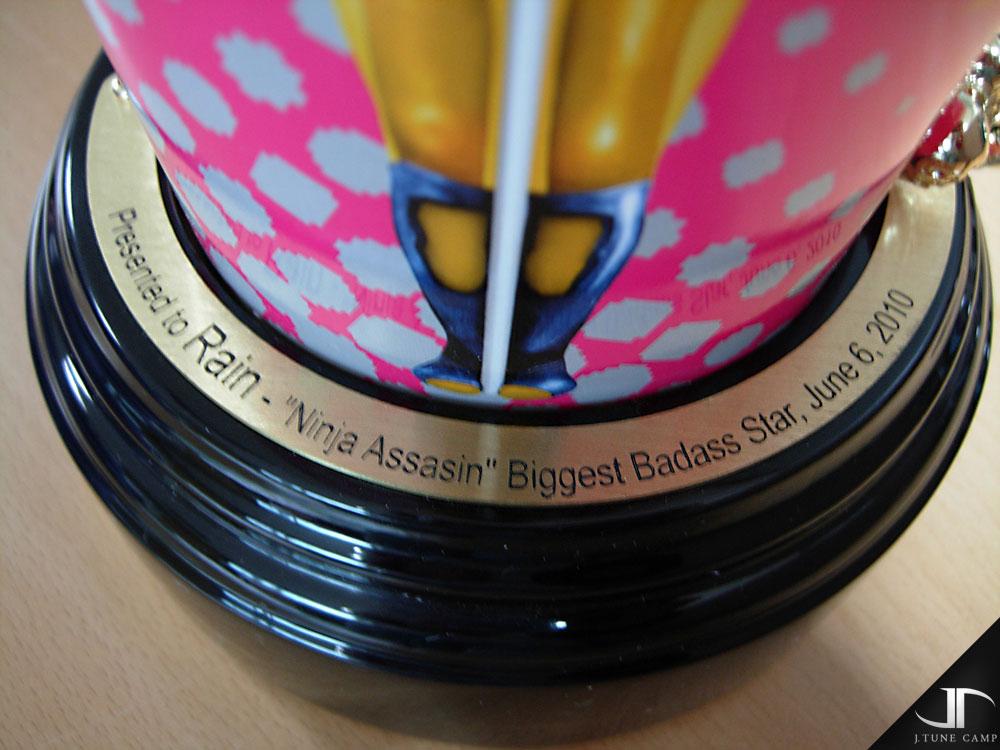 Presented to Rain - "Ninja Assasin" Biggest Badass Star, June 6, 2010
J.TUNE CAMP